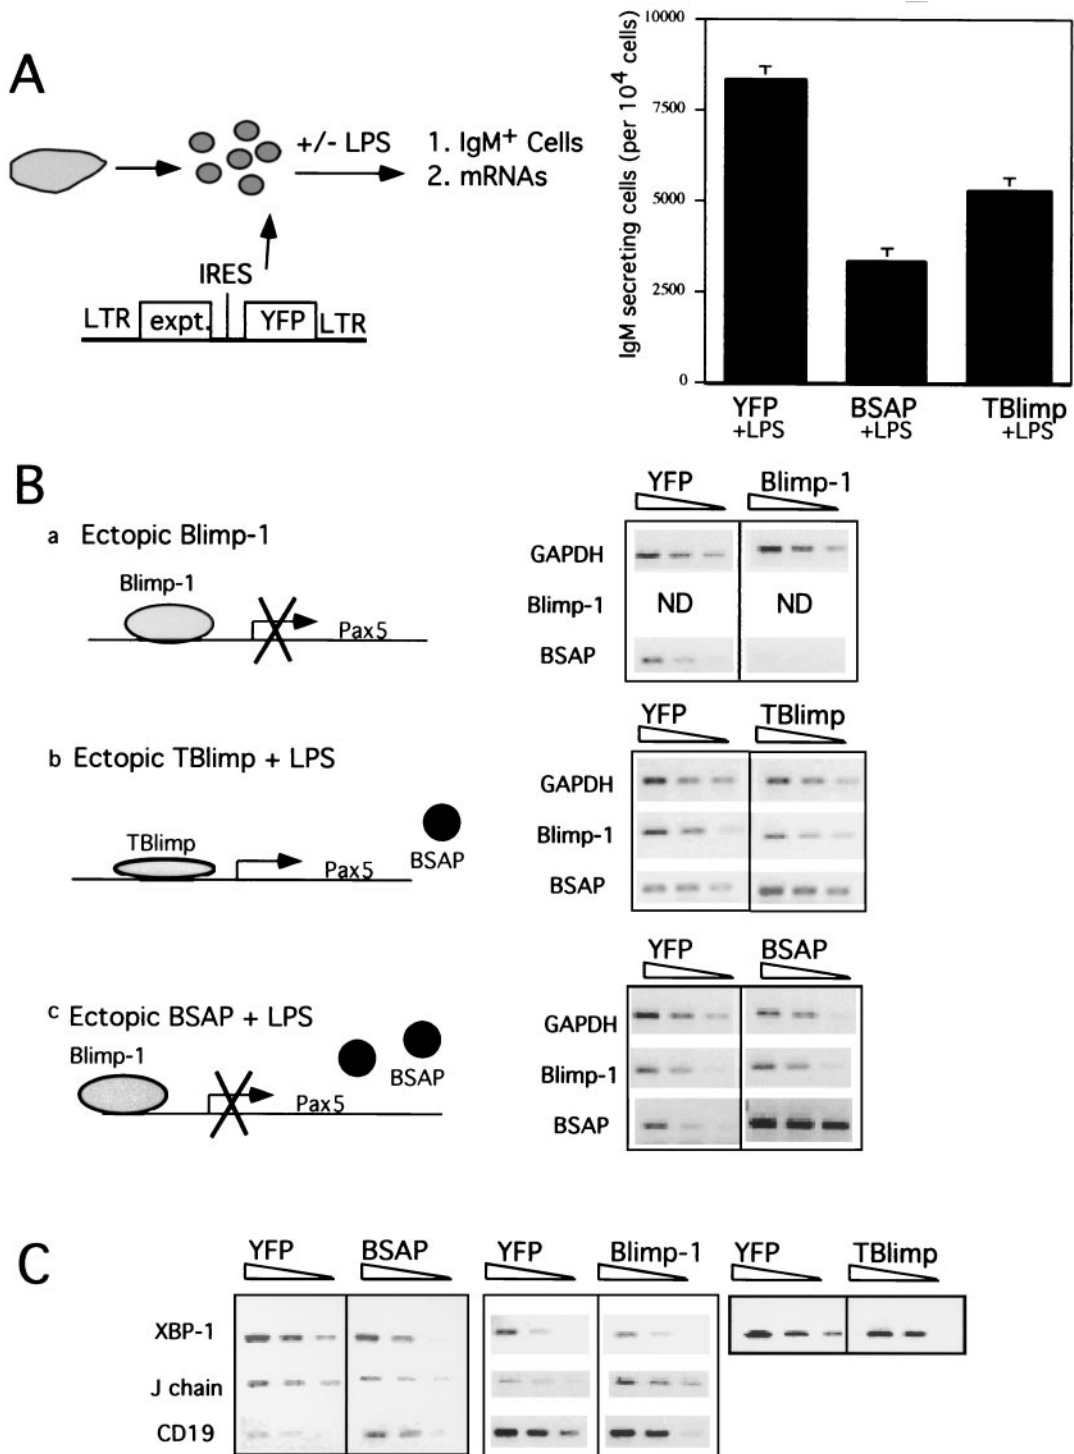 A
+/- LPS
1. IgM+ Cells
2. mRNAs
IRES
LTR expt. YFP LTR
IgM secreting cells (per 10^4 cells)
10000
7500
5000
2500
0
YFP +LPS
BSAP +LPS
TBlimp +LPS
B
a Ectopic Blimp-1
Blimp-1
Pax5
YFP Blimp-1
GAPDH
Blimp-1 ND ND
BSAP
b Ectopic TBlimp + LPS
TBlimp
Pax5
BSAP
YFP TBlimp
GAPDH
Blimp-1
BSAP
c Ectopic BSAP + LPS
Blimp-1
Pax5
BSAP
YFP BSAP
GAPDH
Blimp-1
BSAP
C
YFP BSAP YFP Blimp-1 YFP TBlimp
XBP-1
J chain
CD19